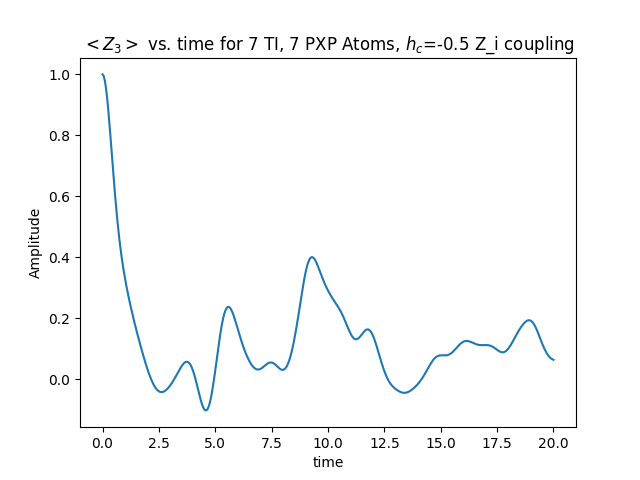 < Z_3 > vs. time for 7 TI, 7 PXP Atoms, h_c=-0.5 Z_i coupling
Amplitude
1.0
0.8
0.6
0.4
0.2
0.0
0.0 2.5 5.0 7.5 10.0 12.5 15.0 17.5 20.0
time